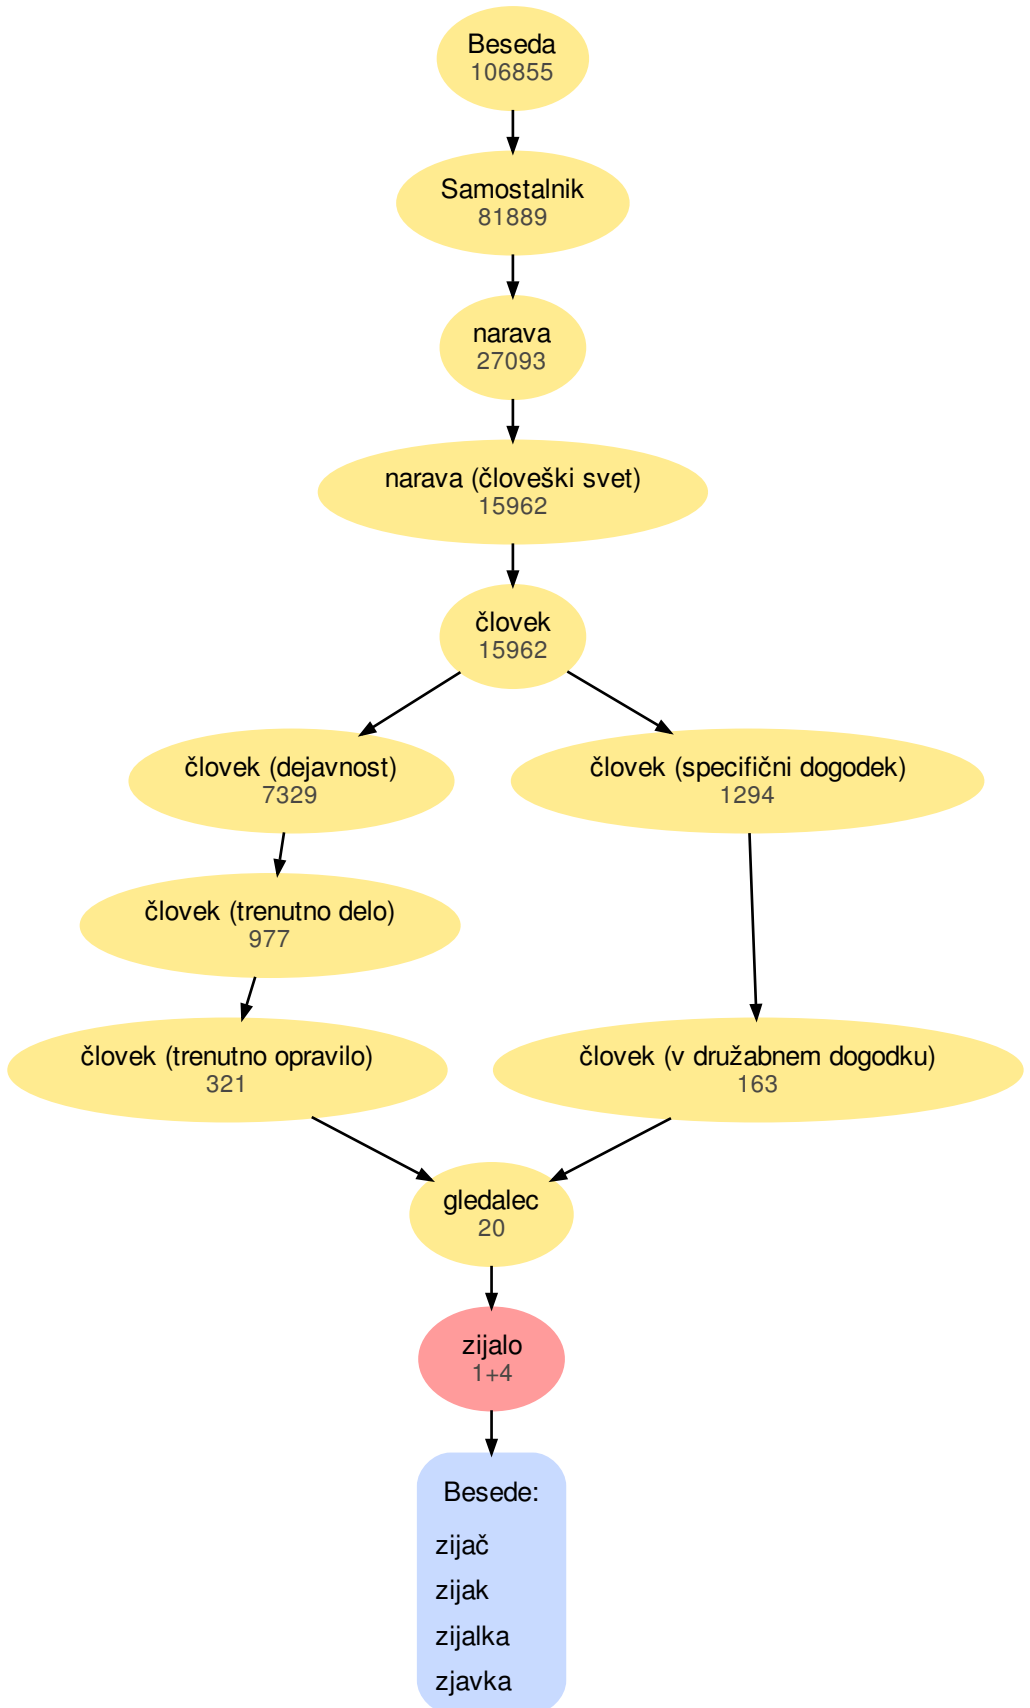 Beseda
106855
Samostalnik
81889
narava
27093
narava (človeški svet)
15962
človek
15962
človek (dejavnost)
7329
človek (specifični dogodek)
1294
človek (trenutno delo)
977
človek (trenutno opravilo)
321
človek (v družabnem dogodku)
163
gledalec
20
zijalo
1+4
Besede:
zijač
zijak
zijalka
zjavka